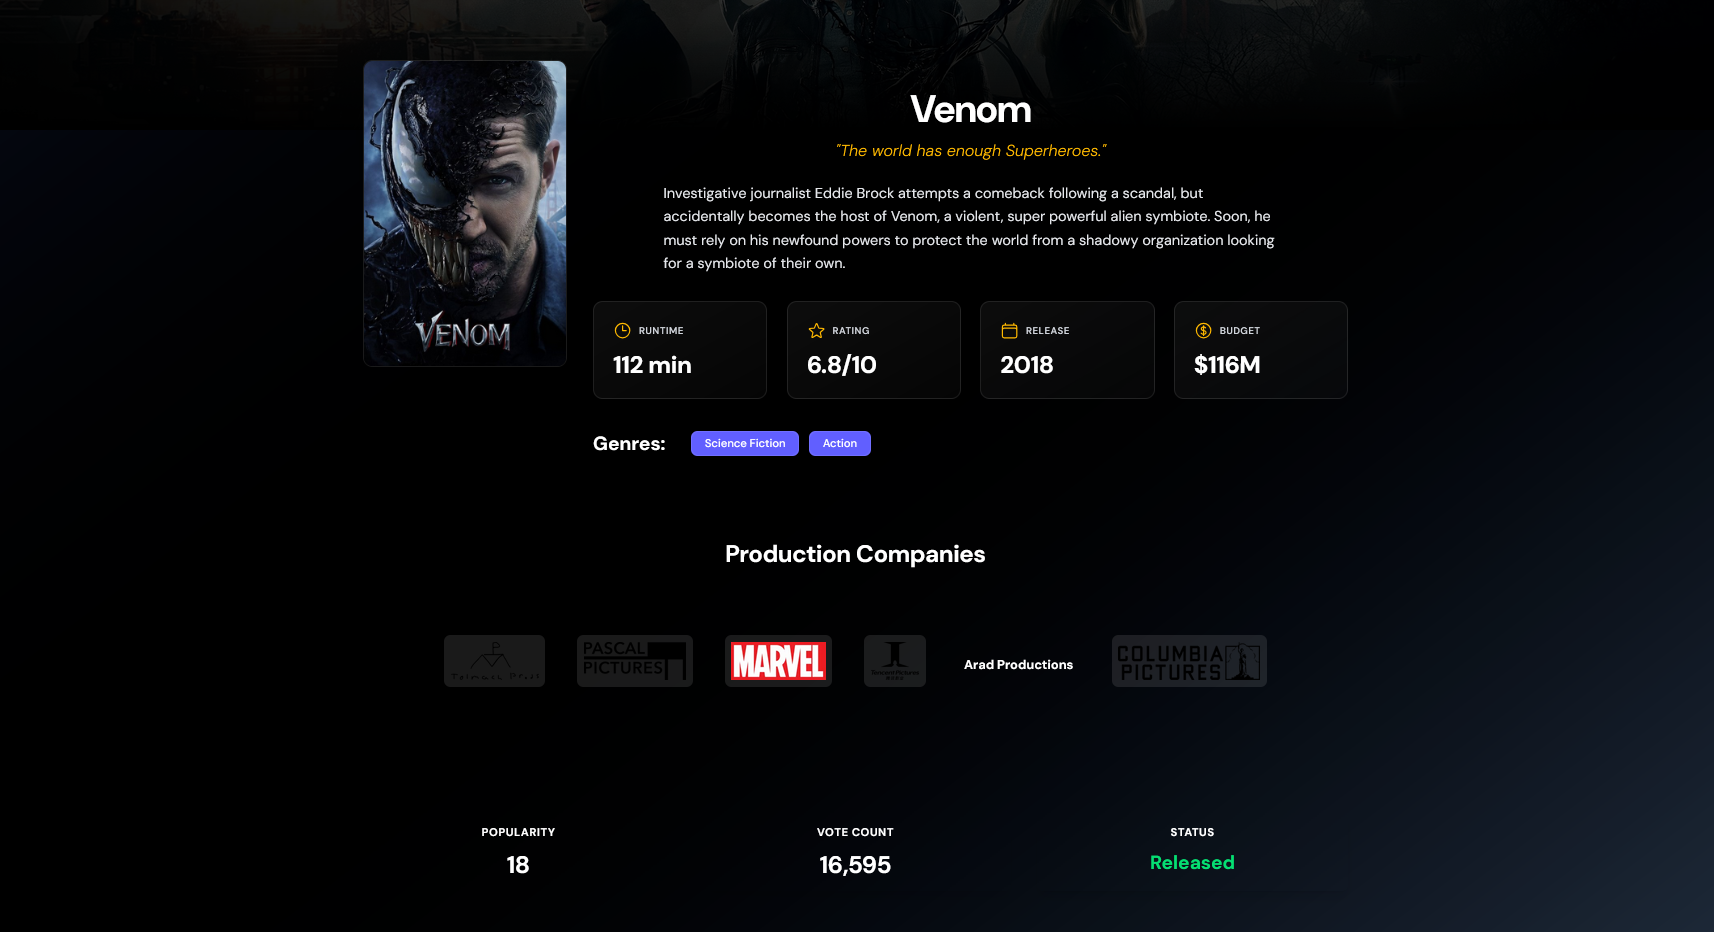 VENOM
Venom
"The world has enough Superheroes."
Investigative journalist Eddie Brock attempts a comeback following a scandal, but
accidentally becomes the host of Venom, a violent, super powerful alien symbiote. Soon, he
must rely on his newfound powers to protect the world from a shadowy organization looking
for a symbiote of their own.
RUNTIME
112 min
RATING
6.8/10
RELEASE
2018
BUDGET
$116M
Genres:
Science Fiction
Action
Production Companies
PASCAL
PICTURES
MARVEL
Tencent Pictures
Arad Productions
COLUMBIA
PICTURES
POPULARITY
18
VOTE COUNT
16,595
STATUS
Released